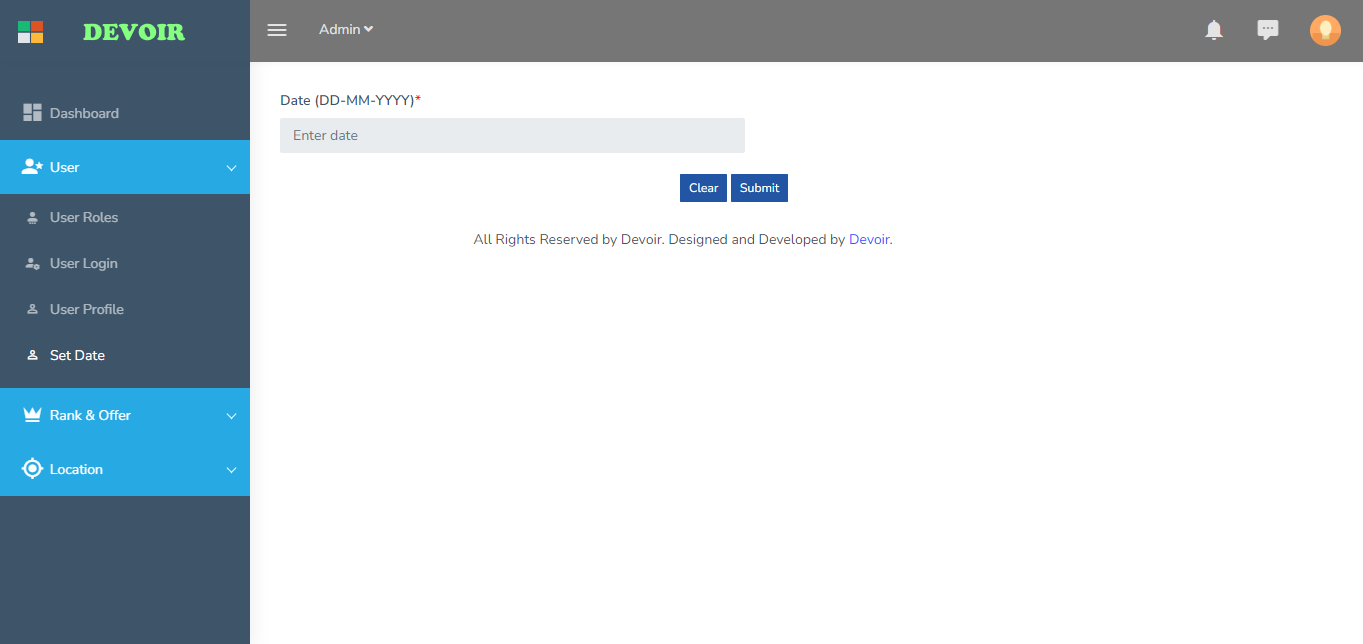 DEVOIR
Admin
Dashboard
User
User Roles
User Login
User Profile
Set Date
Rank & Offer
Location
Date (DD-MM-YYYY)*
Enter date
Clear Submit
All Rights Reserved by Devoir. Designed and Developed by Devoir.